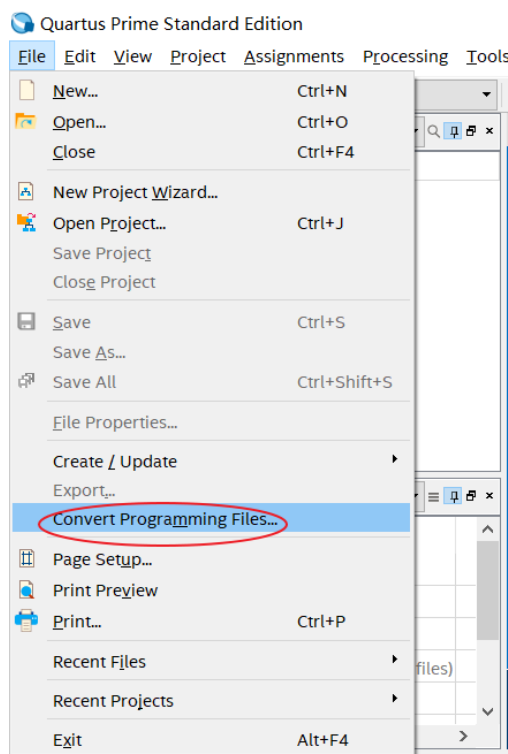 Quartus Prime Standard Edition
File Edit View Project Assignments Processing Tools
New... Ctrl+N
Open... Ctrl+O
Close Ctrl+F4
New Project Wizard...
Open Project... Ctrl+J
Save Project
Close Project
Save Ctrl+S
Save As...
Save All Ctrl+Shift+S
File Properties...
Create / Update
Export...
Convert Programming Files...
Page Setup...
Print Preview
Print... Ctrl+P
Recent Files
files)
Recent Projects
Exit Alt+F4